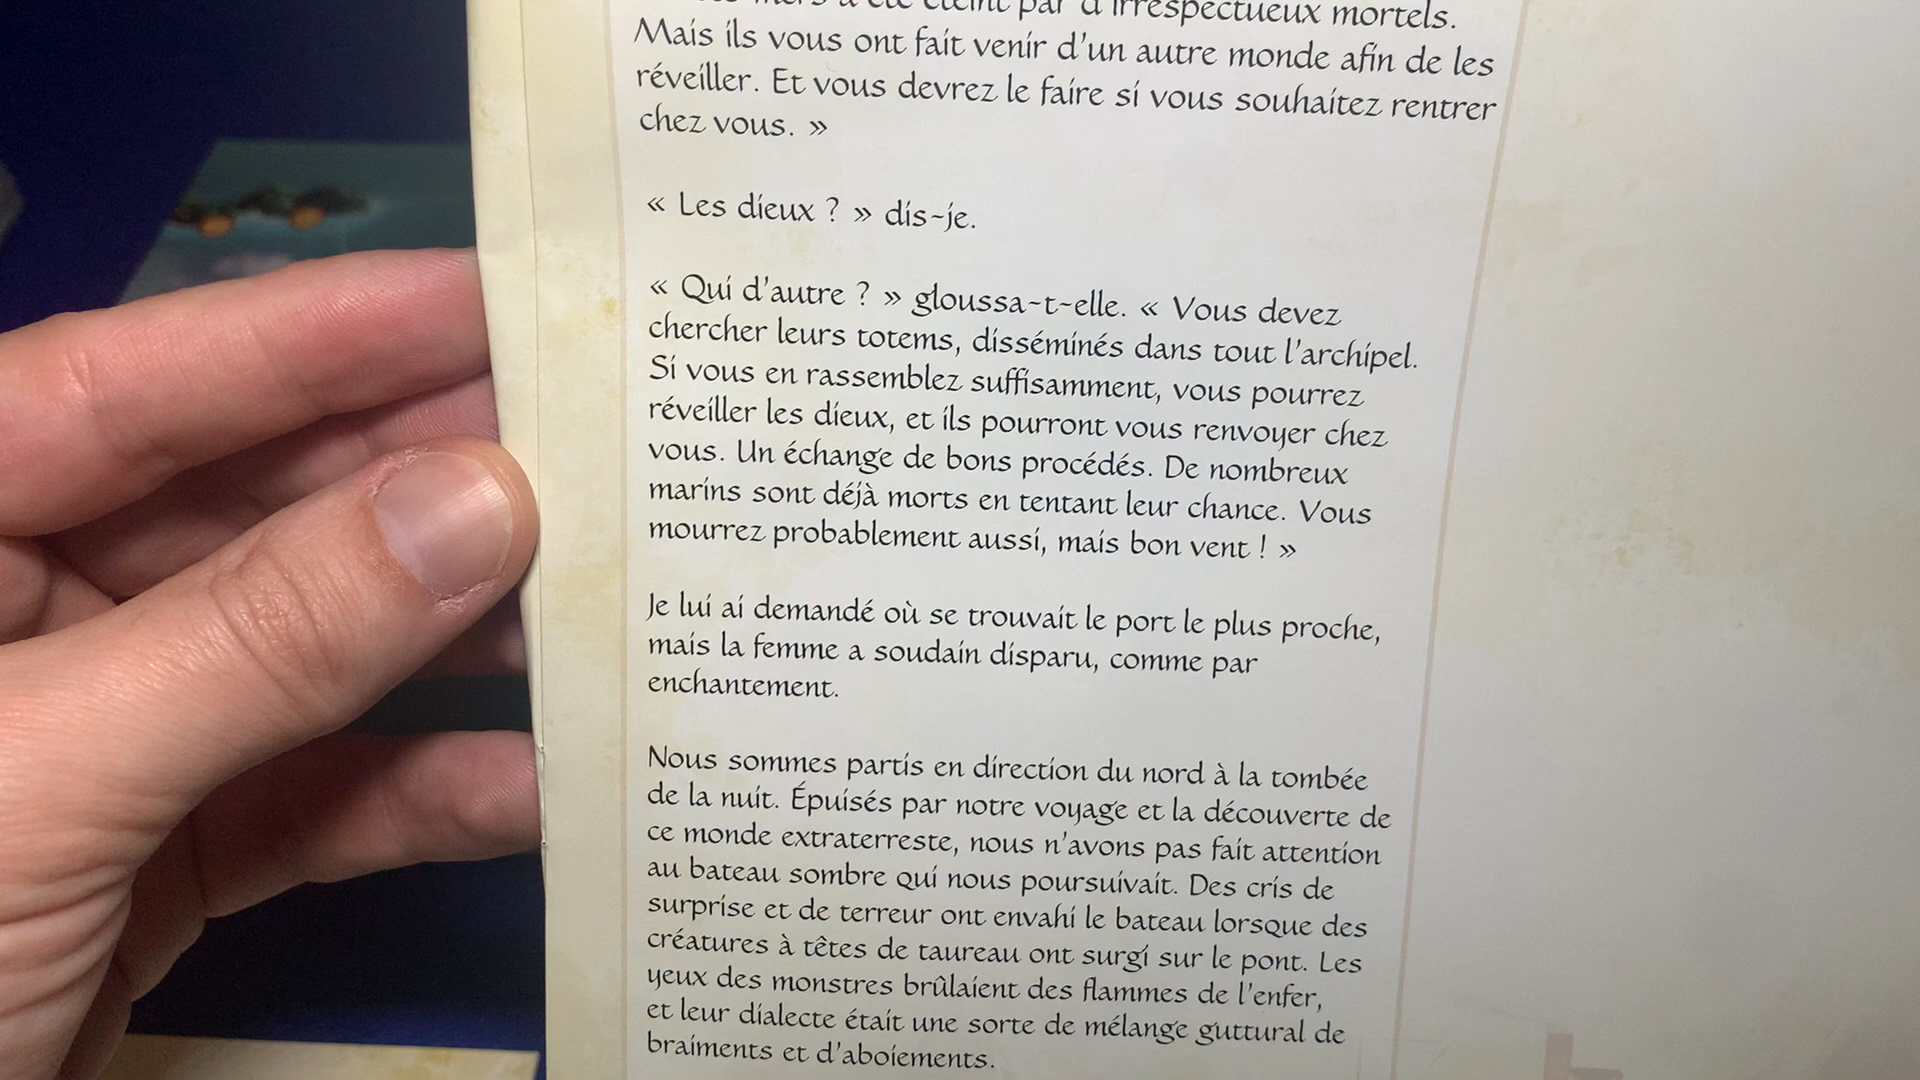 a été éteint par d'irrespectueux mortels.
Mais ils vous ont fait venir d'un autre monde afin de les
réveiller. Et vous devrez le faire si vous souhaitez rentrer
chez vous. »
« Les dieux ? » dis-je.
« Qui d'autre ? » gloussa-t-elle. « Vous devez
chercher leurs totems, disséminés dans tout l'archipel.
Si vous en rassemblez suffisamment, vous pourrez
réveiller les dieux, et ils pourront vous renvoyer chez
vous. Un échange de bons procédés. De nombreux
marins sont déjà morts en tentant leur chance. Vous
mourrez probablement aussi, mais bon vent ! »
Je lui ai demandé où se trouvait le port le plus proche,
mais la femme a soudain disparu, comme par
enchantement.
Nous sommes partis en direction du nord à la tombée
de la nuit. Épuisés par notre voyage et la découverte de
ce monde extraterreste, nous n'avons pas fait attention
au bateau sombre qui nous poursuivait. Des cris de
surprise et de terreur ont envahi le bateau lorsque des
créatures à têtes de taureau ont surgi sur le pont. Les
yeux des monstres brûlaient des flammes de l'enfer,
et leur dialecte était une sorte de mélange guttural de
braiments et d'aboiements.